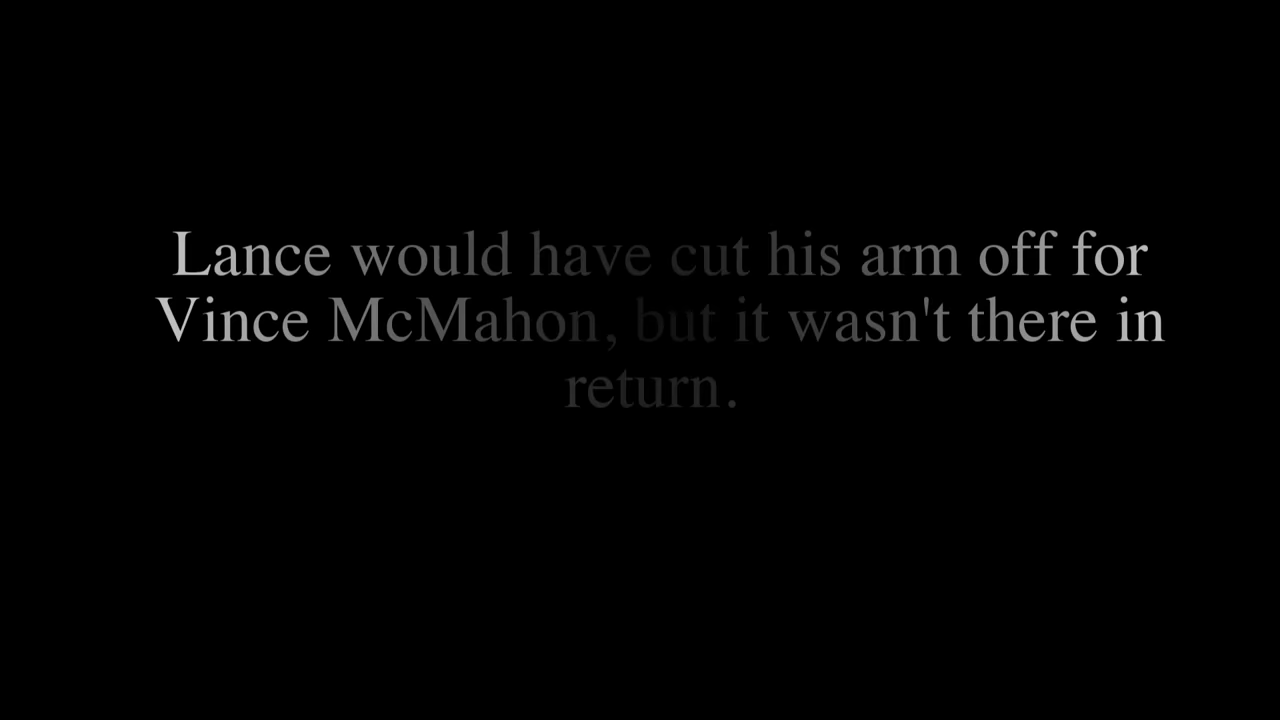 Lance would have cut his arm off for
Vince McMahon, but it wasn't there in
return.